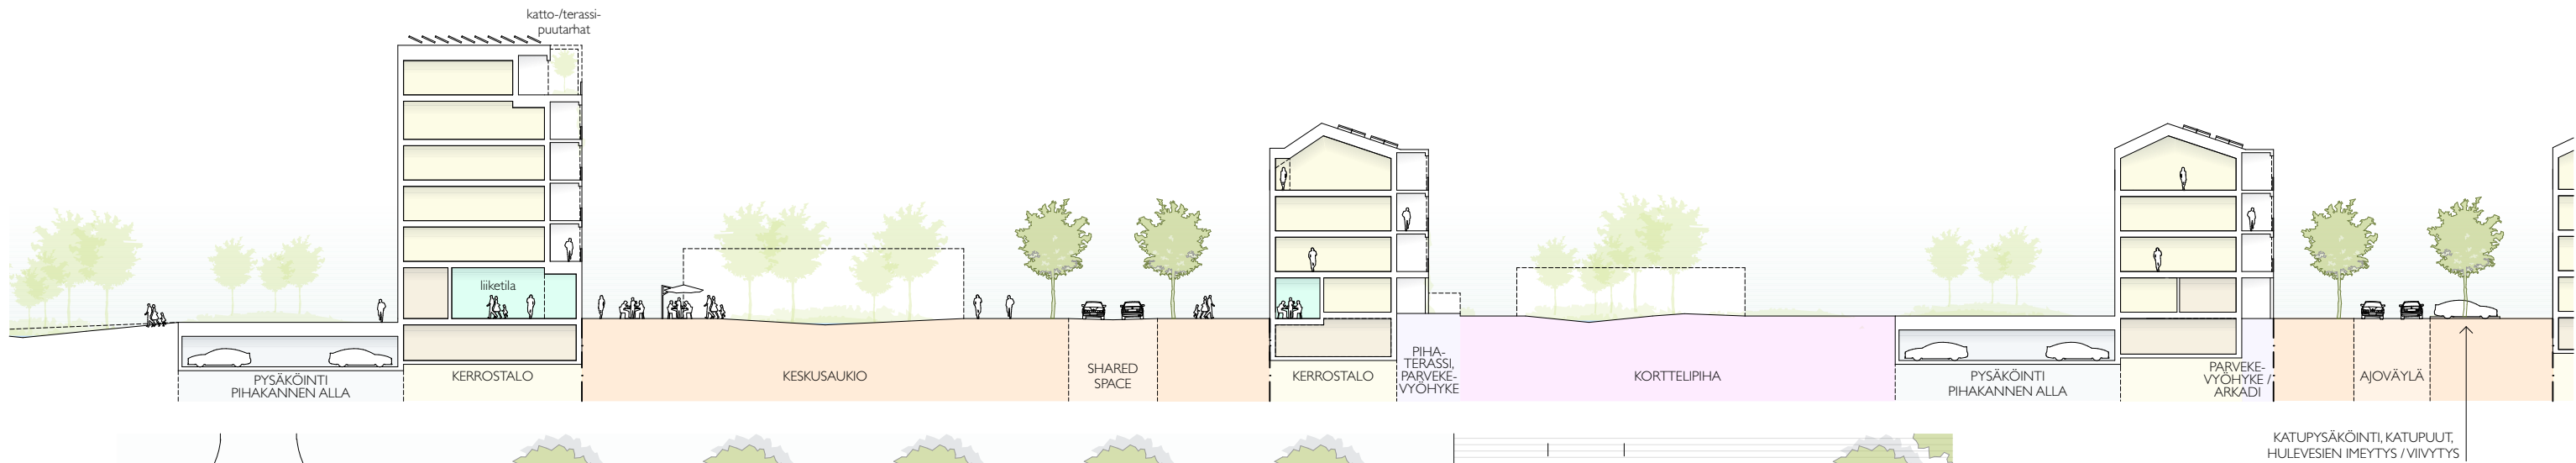 katto-/terassi-
puutarhat
liiketila
PYSÄKÖINTI
PIHAKANNEN ALLA
KERROSTALO
KESKUSAUKIO
SHARED
SPACE
KERROSTALO
PIHA-
TERASSI,
PARVEKE-
VYÖHYKE
KORTTELIPIHA
PYSÄKÖINTI
PIHAKANNEN ALLA
PARVEKE-
VYÖHYKE /
ARKADI
AJOVÄYLÄ
KATUPYSÄKÖINTI, KATUPUUT,
HULEVESIEN IMEYTYS / VIIVYTYS